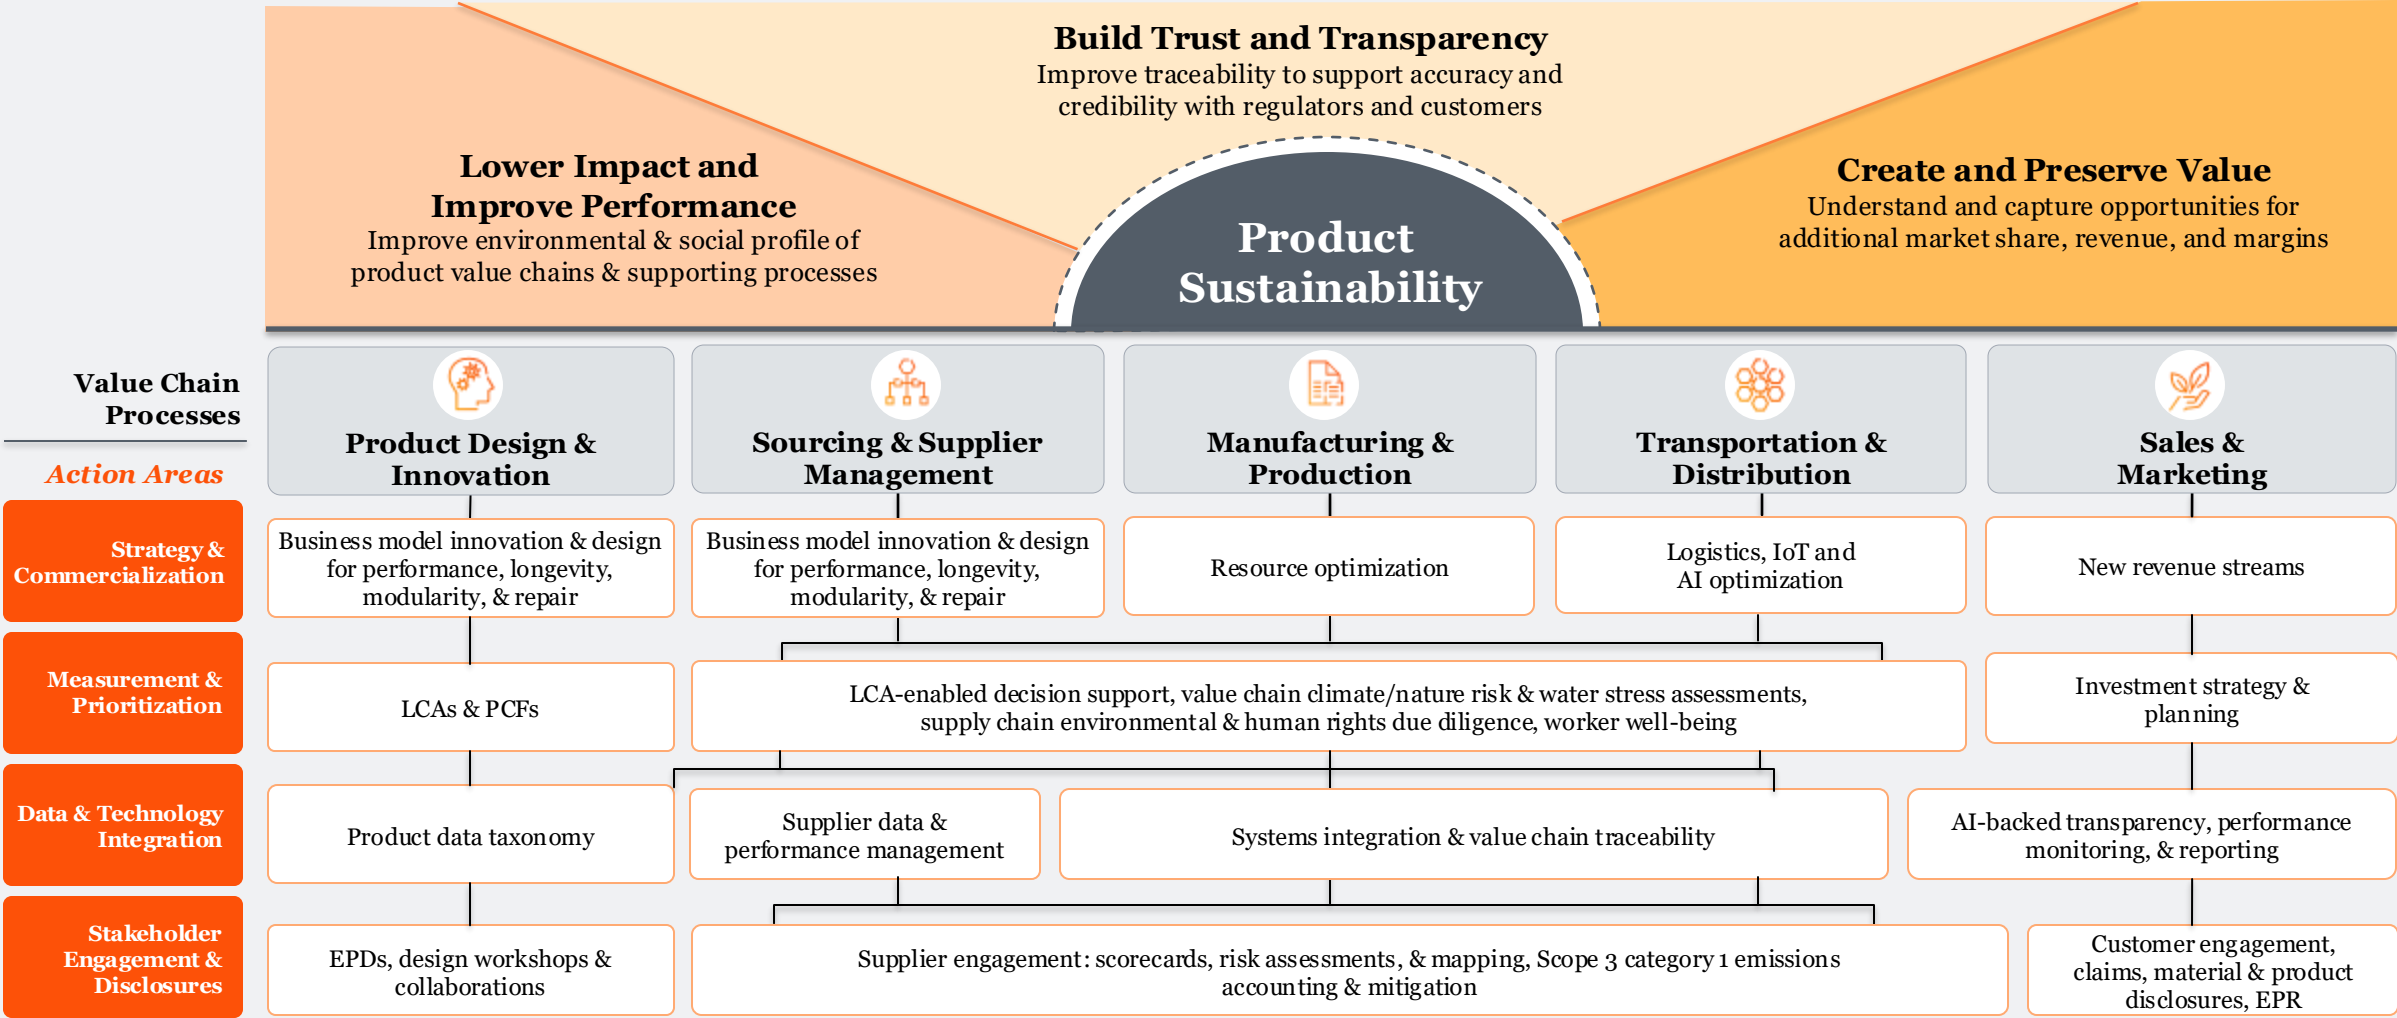 Build Trust and Transparency
Improve traceability to support accuracy and
credibility with regulators and customers
Lower Impact and
Improve Performance
Improve environmental & social profile of
product value chains & supporting processes
Create and Preserve Value
Understand and capture opportunities for
additional market share, revenue, and margins
Product
Sustainability
Value Chain
Processes
Product Design &
Innovation
Sourcing & Supplier
Management
Manufacturing &
Production
Transportation &
Distribution
Sales &
Marketing
Action Areas
Strategy &
Commercialization
Business model innovation & design
for performance, longevity,
modularity, & repair
Business model innovation & design
for performance, longevity,
modularity, & repair
Resource optimization
Logistics, IoT and
AI optimization
New revenue streams
Measurement &
Prioritization
LCAs & PCFs
LCA-enabled decision support, value chain climate/nature risk & water stress assessments,
supply chain environmental & human rights due diligence, worker well-being
Investment strategy &
planning
Data & Technology
Integration
Product data taxonomy
Supplier data &
performance management
Systems integration & value chain traceability
AI-backed transparency, performance
monitoring, & reporting
Stakeholder
Engagement &
Disclosures
EPDs, design workshops &
collaborations
Supplier engagement: scorecards, risk assessments, & mapping, Scope 3 category 1 emissions
accounting & mitigation
Customer engagement,
claims, material & product
disclosures, EPR